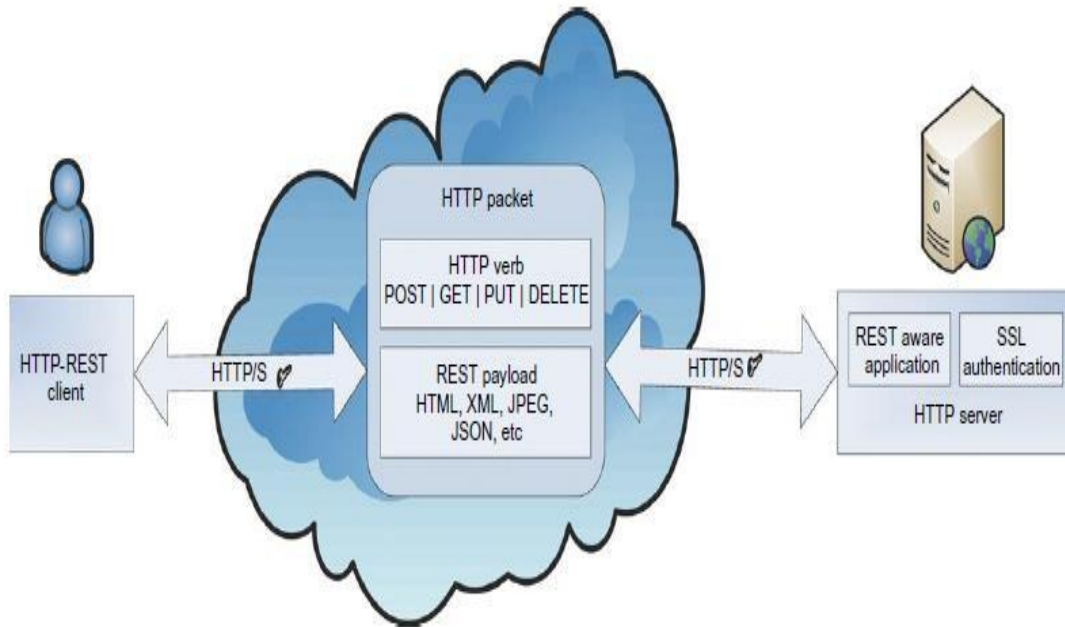 HTTP-REST
client
HTTP/S
HTTP packet
HTTP verb
POST | GET | PUT | DELETE
REST payload
HTML, XML, JPEG,
JSON, etc
HTTP/S
REST aware
application
SSL
authentication
HTTP server